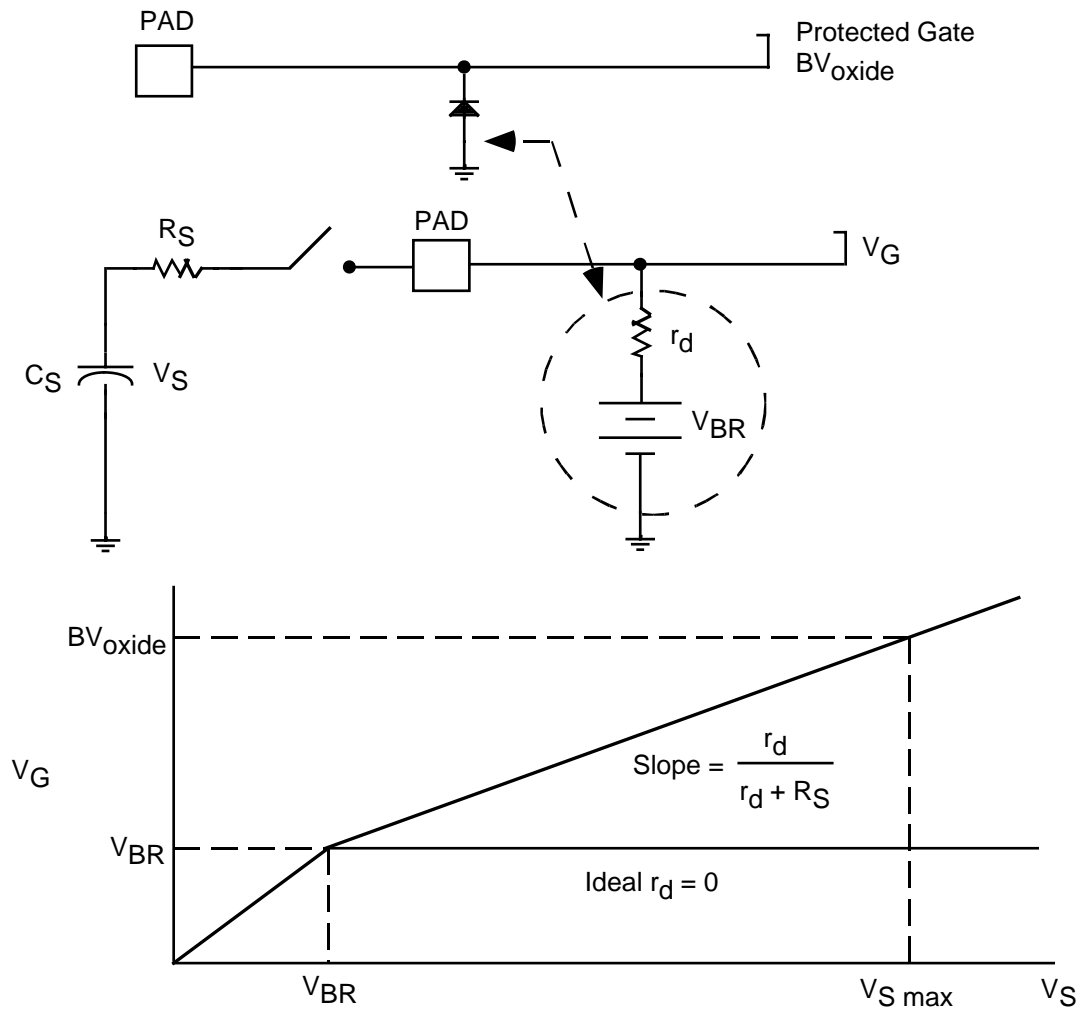 PAD
Protected Gate
BVoxide
RS
PAD
VG
rd
CS
VS
VBR
BVoxide
VG
Slope = rd / rd + RS
VBR
Ideal rd = 0
VBR
VS max
VS